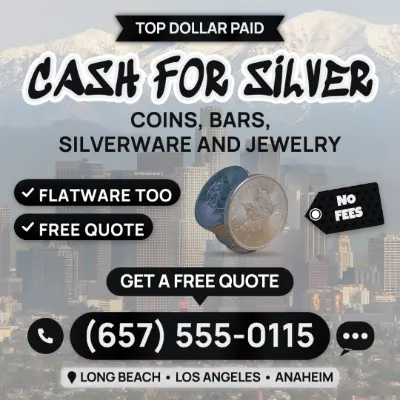 TOP DOLLAR PAID
CASH FOR SILVER
COINS, BARS,
SILVERWARE AND JEWELRY
FLATWARE TOO
FREE QUOTE
NO
FEES
GET A FREE QUOTE
(657) 555-0115
LONG BEACH • LOS ANGELES • ANAHEIM